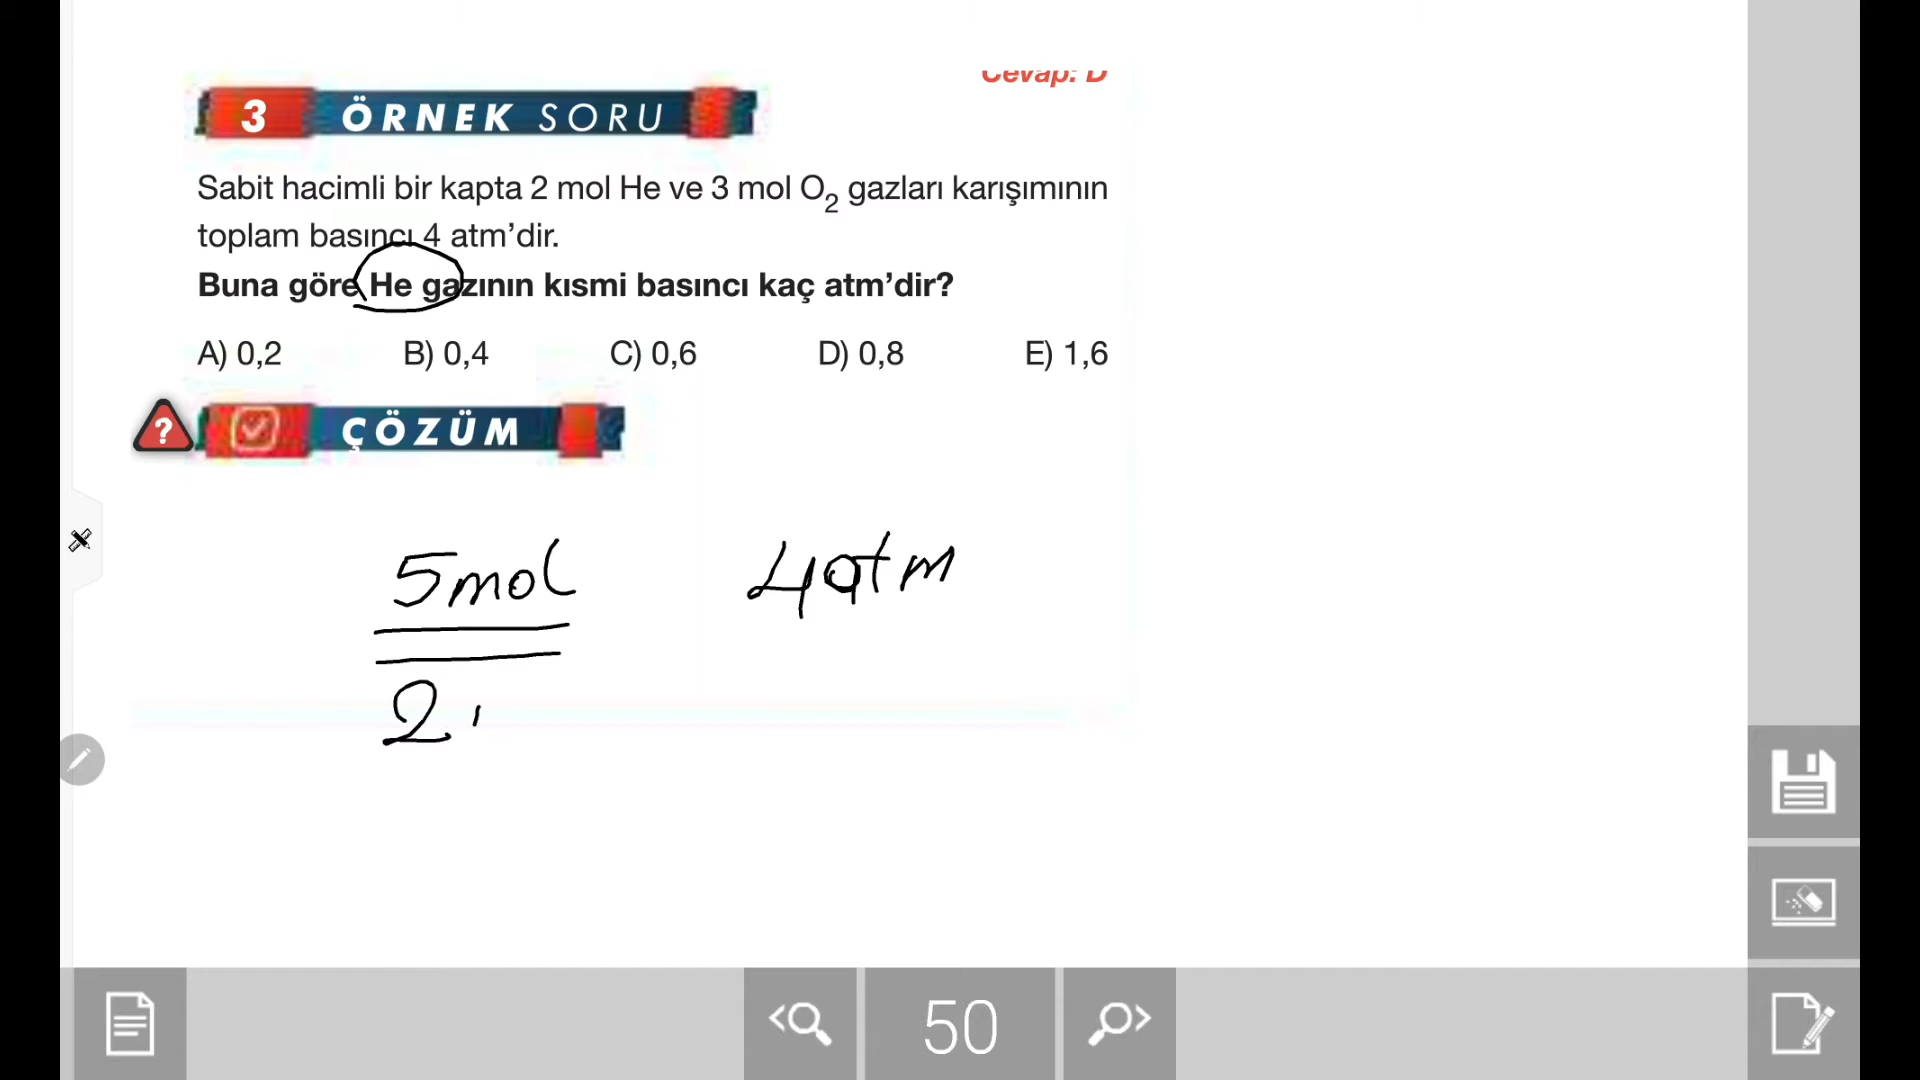 Cevap: D
3 ÖRNEK SORU
Sabit hacimli bir kapta 2 mol He ve 3 mol O2 gazları karışımının
toplam basıncı 4 atm’dir.
Buna göre He gazının kısmi basıncı kaç atm’dir?
A) 0,2 B) 0,4 C) 0,6 D) 0,8 E) 1,6
? ÇÖZÜM
5mol 4atm
2
50